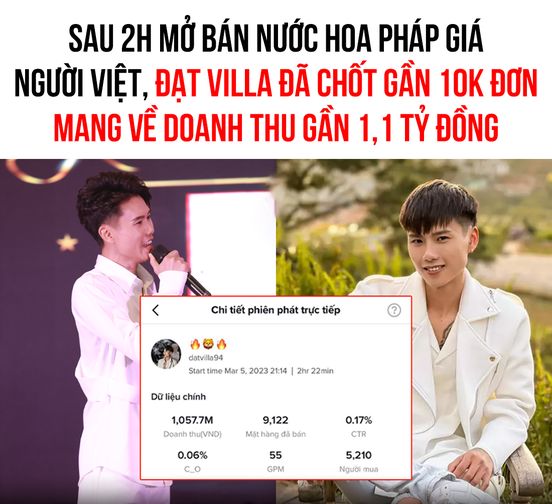 SAU 2H MỞ BÁN NƯỚC HOA PHÁP GIÁ
NGƯỜI VIỆT, ĐẠT VILLA ĐÃ CHỐT GẦN 10K ĐƠN
MANG VỀ DOANH THU GẦN 1,1 TỶ ĐỒNG
Chi tiết phiên phát trực tiếp
datvilla94
Start time Mar 5, 2023 21:14 | 2hr 22min
Dữ liệu chính
1,057.7M 9,122 0.17%
Doanh thu(VND) Mặt hàng đã bán CTR
0.06% 55 5,210
C_O GPM Người mua